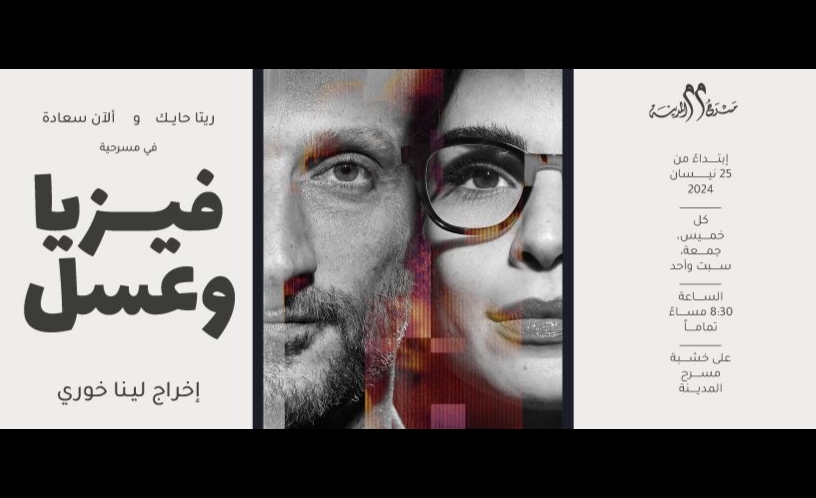 ريتا حايك و ألآن سعادة
في مسرحية
فيزيا
وعسل
إخراج لينا خوري
مسرح المدينة
إبتداءً من
25 نيسان
2024
كل
خميس،
جمعة،
سبت وأحد
الساعة
8:30 مساءً
تماماً
على خشبة
مسرح
المدينة